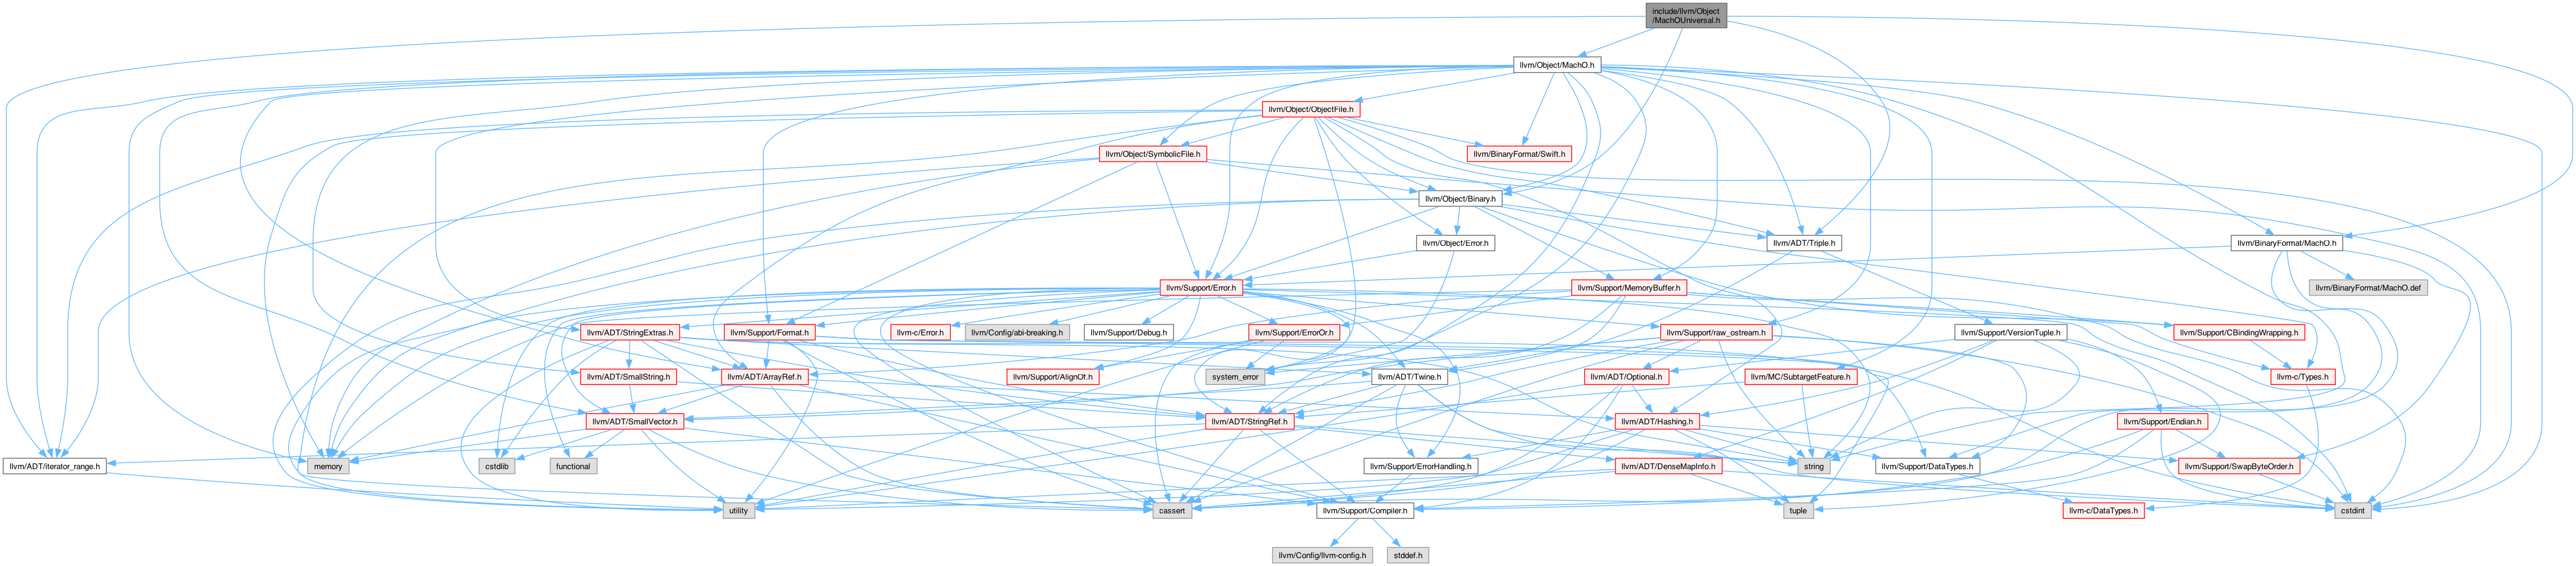 include/llvm/Object
/MachOUniversal.h
llvm/Object/MachO.h
llvm/Object/ObjectFile.h
llvm/Object/SymbolicFile.h
llvm/BinaryFormat/Swift.h
llvm/Object/Binary.h
llvm/Object/Error.h
llvm/ADT/Triple.h
llvm/BinaryFormat/MachO.h
llvm/Support/Error.h
llvm/Support/MemoryBuffer.h
llvm/BinaryFormat/MachO.def
llvm/ADT/StringExtras.h
llvm/Support/Format.h
llvm-c/Error.h
llvm/Config/abi-breaking.h
llvm/Support/Debug.h
llvm/Support/ErrorOr.h
llvm/Support/raw_ostream.h
llvm/Support/VersionTuple.h
llvm/Support/CBindingWrapping.h
llvm/ADT/SmallString.h
llvm/ADT/ArrayRef.h
llvm/Support/AlignOf.h
system_error
llvm/ADT/Twine.h
llvm/ADT/Optional.h
llvm/MC/SubtargetFeature.h
llvm-c/Types.h
llvm/ADT/SmallVector.h
llvm/ADT/StringRef.h
llvm/ADT/Hashing.h
llvm/Support/Endian.h
llvm/ADT/iterator_range.h
memory
cstdlib
functional
llvm/Support/ErrorHandling.h
llvm/ADT/DenseMapInfo.h
string
llvm/Support/DataTypes.h
llvm/Support/SwapByteOrder.h
utility
cassert
llvm/Support/Compiler.h
tuple
llvm-c/DataTypes.h
cstdint
llvm/Config/llvm-config.h
stddef.h